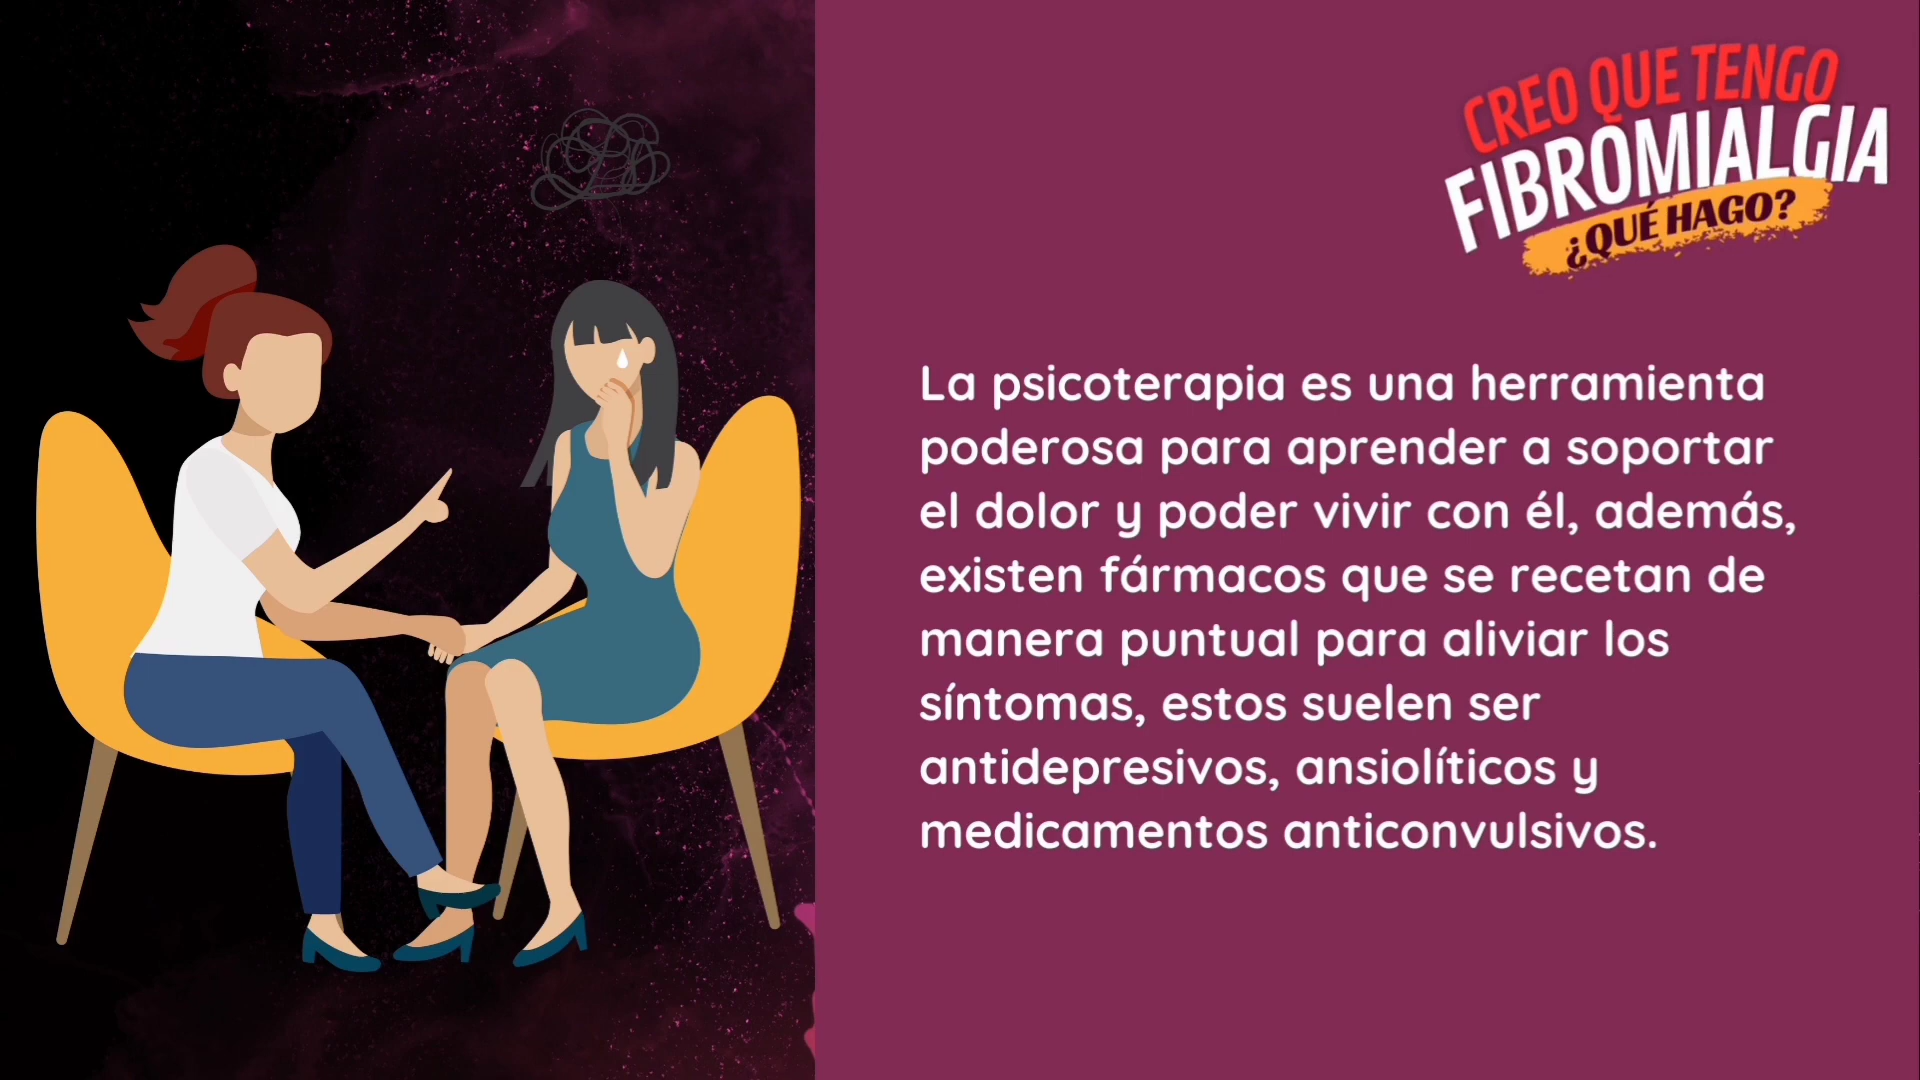 CREO QUE TENGO
FIBROMIALGIA
¿QUÉ HAGO?
La psicoterapia es una herramienta
poderosa para aprender a soportar
el dolor y poder vivir con él, además,
existen fármacos que se recetan de
manera puntual para aliviar los
síntomas, estos suelen ser
antidepresivos, ansiolíticos y
medicamentos anticonvulsivos.